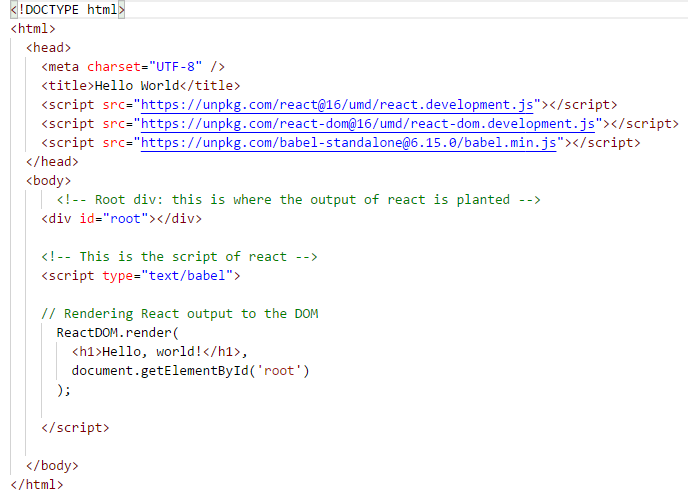 <!DOCTYPE html>
<html>
<head>
<meta charset="UTF-8" />
<title>Hello World</title>
<script src="https://unpkg.com/react@16/umd/react.development.js"></script>
<script src="https://unpkg.com/react-dom@16/umd/react-dom.development.js"></script>
<script src="https://unpkg.com/babel-standalone@6.15.0/babel.min.js"></script>
</head>
<body>
<!-- Root div: this is where the output of react is planted -->
<div id="root"></div>
<!-- This is the script of react -->
<script type="text/babel">
// Rendering React output to the DOM
ReactDOM.render(
<h1>Hello, world!</h1>,
document.getElementById('root')
);
</script>
</body>
</html>